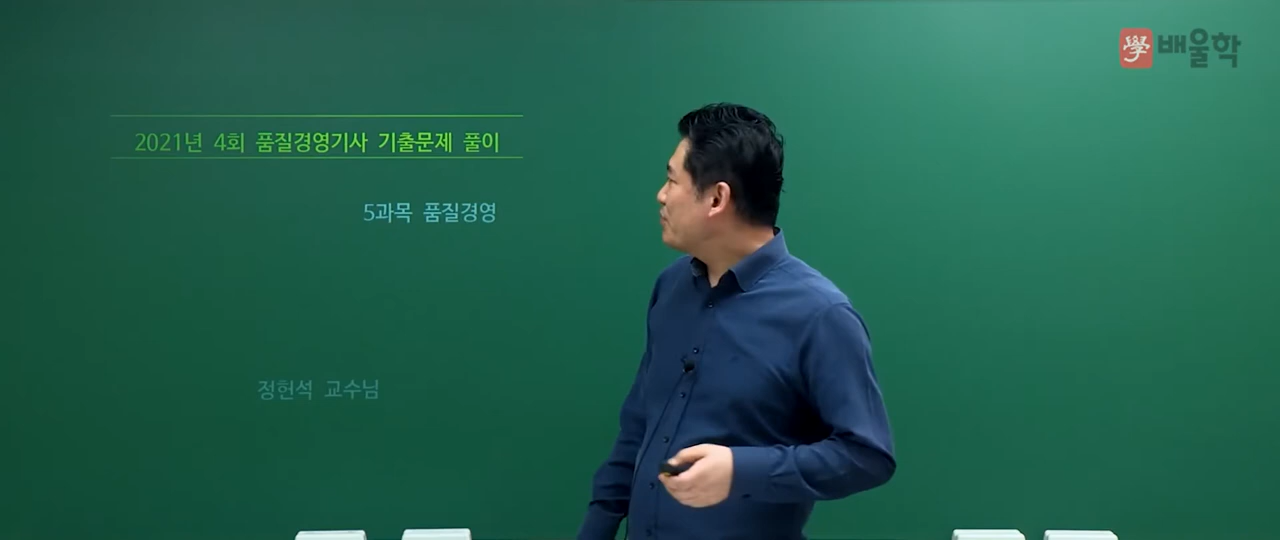 學 배울학
2021년 4회 품질경영기사 기출문제 풀이
5과목 품질경영
정현석 교수님